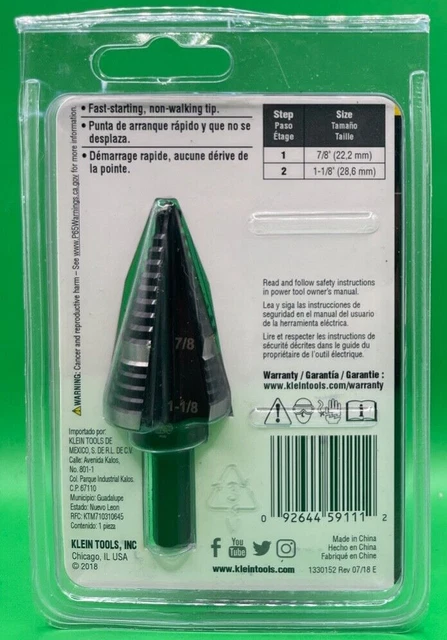 • Fast-starting, non-walking tip.
• Punta de arranque rápido y que no se
desplaza.
• Démarrage rapide, aucune dérive de
la pointe.
Step Size
Paso Tamaño
Étage Taille
1 7/8" (22,2 mm)
2 1-1/8" (28,6 mm)
⚠WARNING: Cancer and reproductive harm – See www.P65Warnings.ca.gov for more information.
7/8
1-1/8
Read and follow safety instructions
in power tool owner's manual.
Lea y siga las instrucciones de
seguridad en el manual del usuario
de la herramienta eléctrica.
Lire et respecter les instructions de
sécurité décrites dans le guide du
propriétaire de l'outil électrique.
Warranty / Garantía / Garantie :
www.kleintools.com/warranty
Importado por:
KLEIN TOOLS DE
MEXICO, S. DE R.L. DE C.V.
Calle: Avenida Kalos,
No. 801-1
Col. Parque Industrial Kalos.
C.P. 67110
Municipio: Guadalupe
Estado: Nuevo Leon
RFC: KTM710310645
Contenido: 1 pieza
0 92644 59111 2
KLEIN TOOLS, INC
Chicago, IL USA
© 2018
You
Tube
www.kleintools.com
Made in China
Hecho en China
Fabriqué en Chine
1330152 Rev 07/18 E